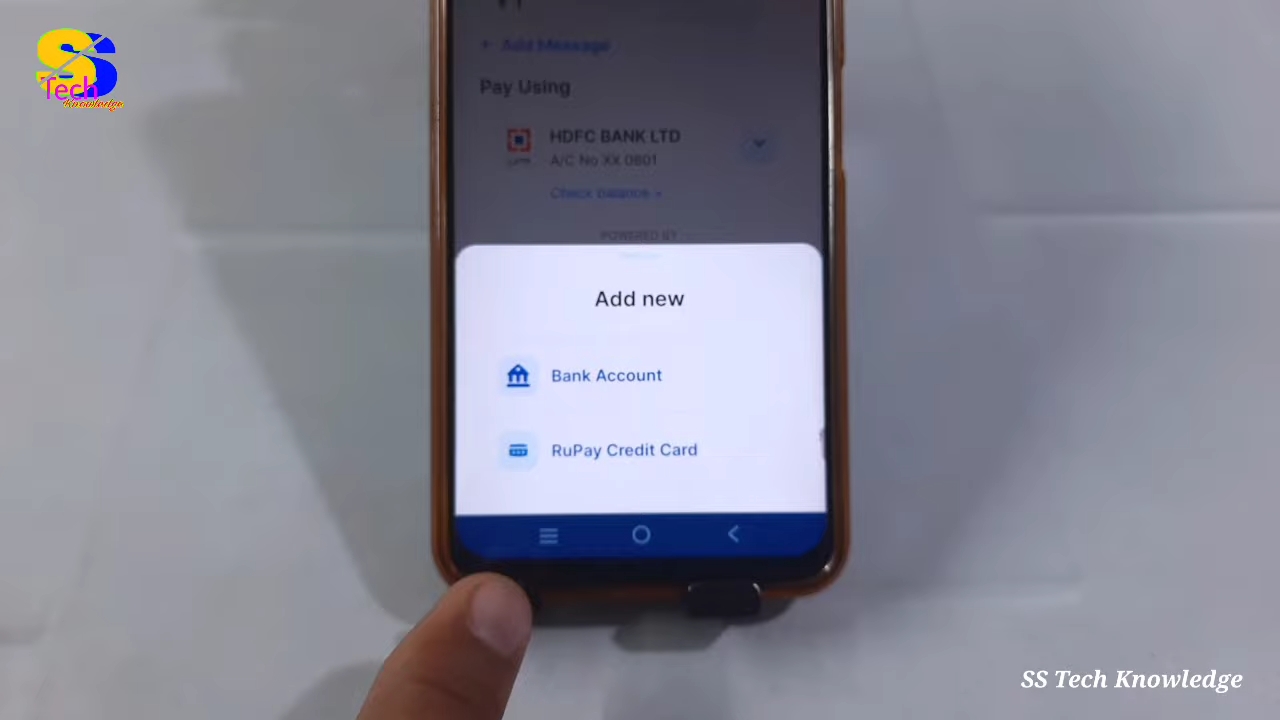 SS
Tech
Knowledge
Add Message
Pay Using
HDFC BANK LTD
A/C No XX 0801
Check balance
POWERED BY
Add new
Bank Account
RuPay Credit Card
SS Tech Knowledge